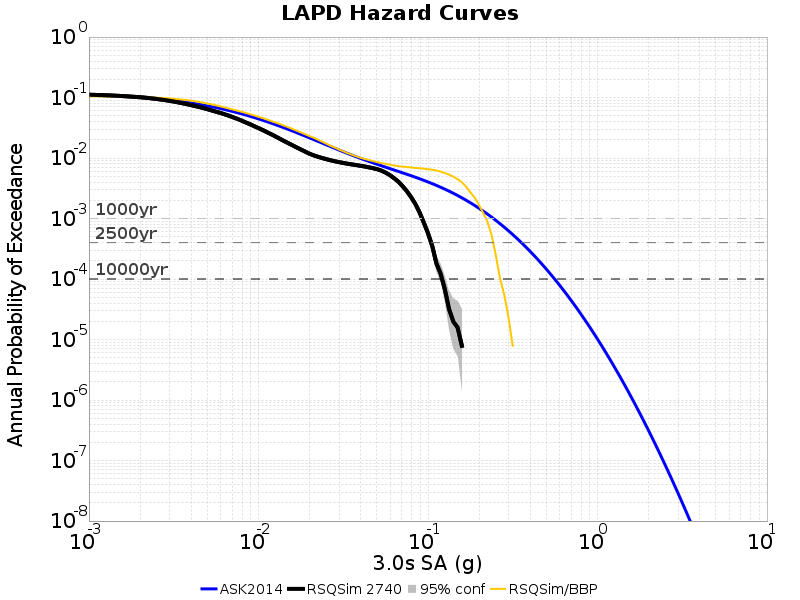 LAPD Hazard Curves
Annual Probability of Exceedance
10^0
10^-1
10^-2
10^-3
10^-4
10^-5
10^-6
10^-7
10^-8
1000yr
2500yr
10000yr
10^-3 10^-2 10^-1 10^0 10^1
3.0s SA (g)
ASK2014 RSQSim 2740 95% conf RSQSim/BBP